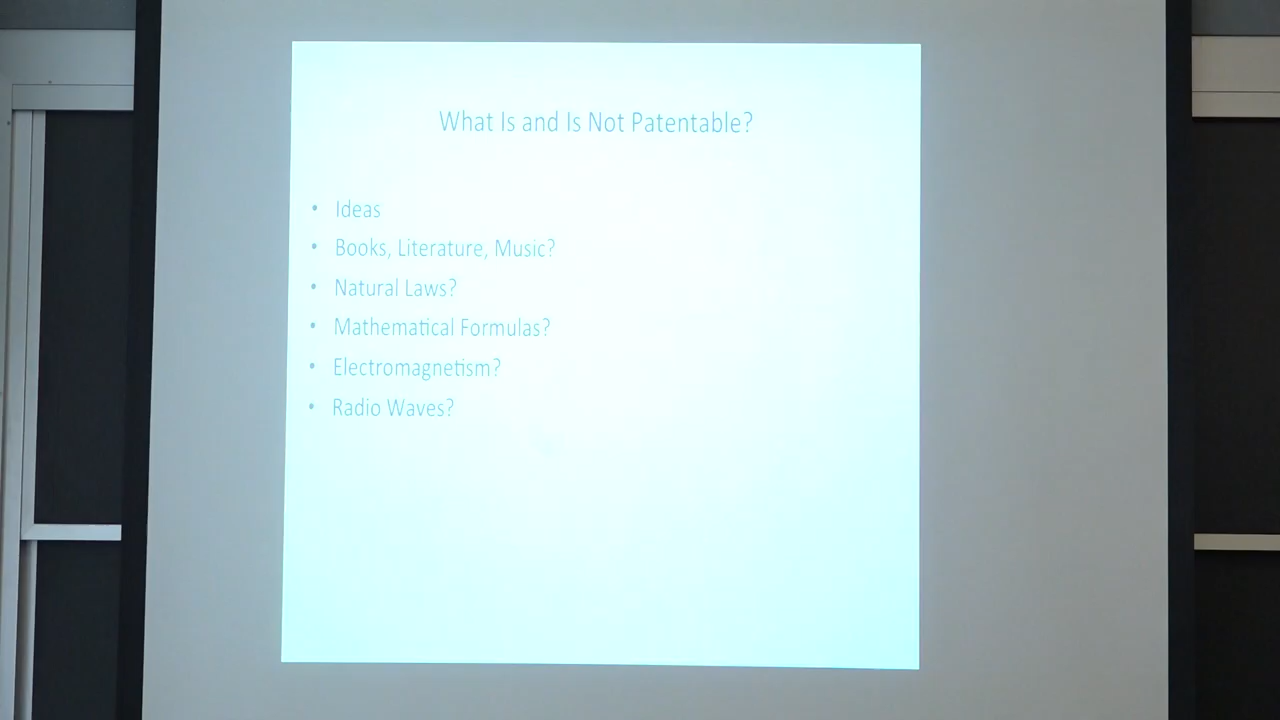 What Is and Is Not Patentable?
• Ideas
• Books, Literature, Music?
• Natural Laws?
• Mathematical Formulas?
• Electromagnetism?
• Radio Waves?